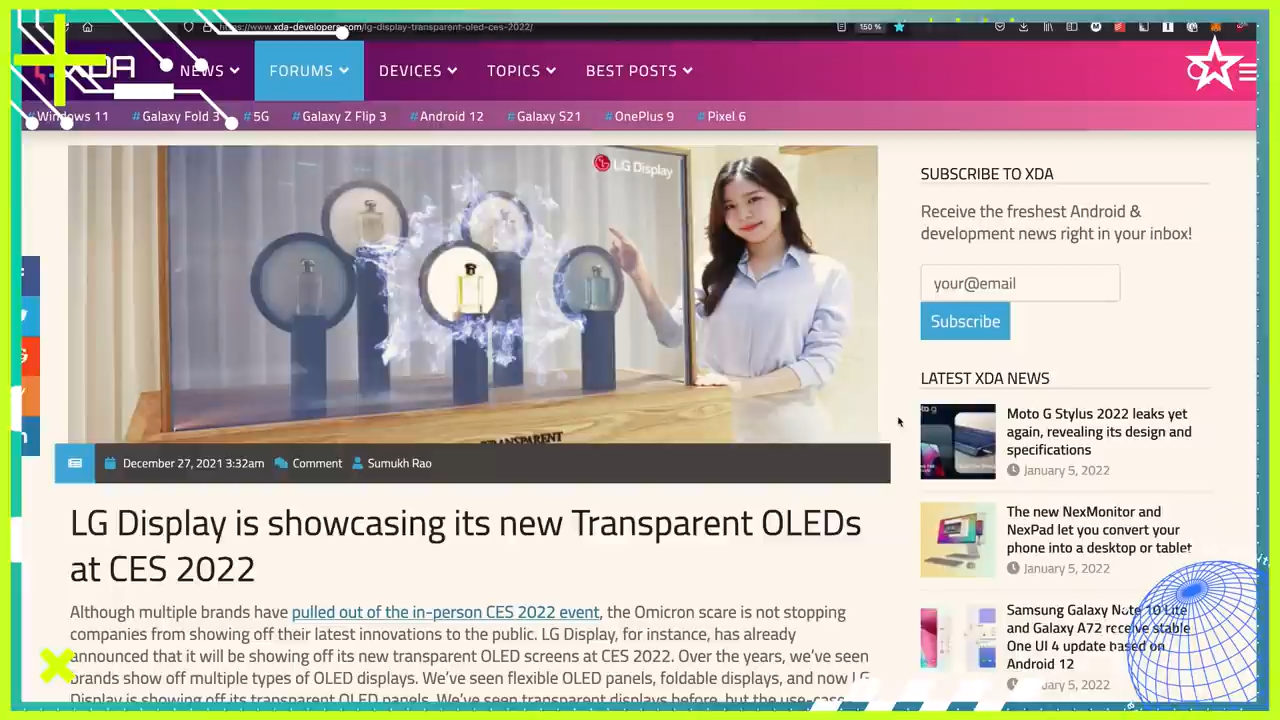 https://www.xda-developers.com/lg-display-transparent-oled-ces-2022/
150 %
XDA
NEWS
FORUMS
DEVICES
TOPICS
BEST POSTS
#Windows 11
#Galaxy Fold 3
#5G
#Galaxy Z Flip 3
#Android 12
#Galaxy S21
#OnePlus 9
#Pixel 6
LG Display
TRANSPARENT
December 27, 2021 3:32am
Comment
Sumukh Rao
LG Display is showcasing its new Transparent OLEDs
at CES 2022
Although multiple brands have pulled out of the in-person CES 2022 event, the Omicron scare is not stopping
companies from showing off their latest innovations to the public. LG Display, for instance, has already
announced that it will be showing off its new transparent OLED screens at CES 2022. Over the years, we've seen
brands show off multiple types of OLED displays. We've seen flexible OLED panels, foldable displays, and now LG
Display is showing off its transparent OLED panels. We've seen transparent displays before, but the use-case
SUBSCRIBE TO XDA
Receive the freshest Android &
development news right in your inbox!
your@email
Subscribe
LATEST XDA NEWS
Moto G Stylus 2022 leaks yet
again, revealing its design and
specifications
January 5, 2022
The new NexMonitor and
NexPad let you convert your
phone into a desktop or tablet
January 5, 2022
Samsung Galaxy Note 10 Lite
and Galaxy A72 receive stable
One UI 4 update based on
Android 12
January 5, 2022